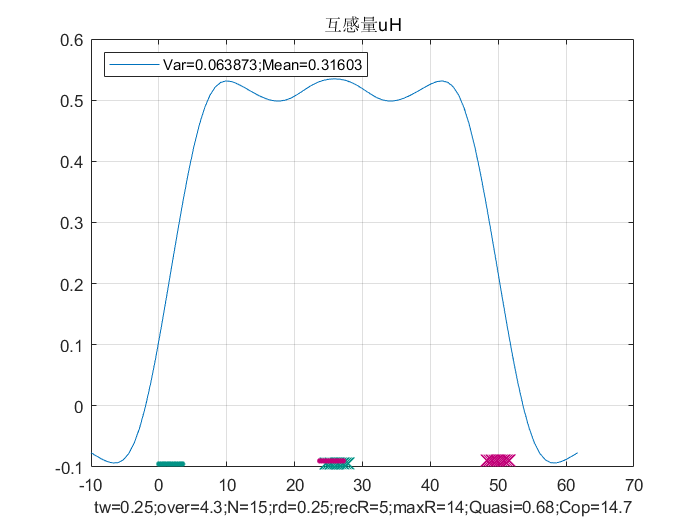 互感量uH
0.6
Var=0.063873;Mean=0.31603
0.5
0.4
0.3
0.2
0.1
0
-0.1
-10 0 10 20 30 40 50 60 70
tw=0.25;over=4.3;N=15;rd=0.25;recR=5;maxR=14;Quasi=0.68;Cop=14.7